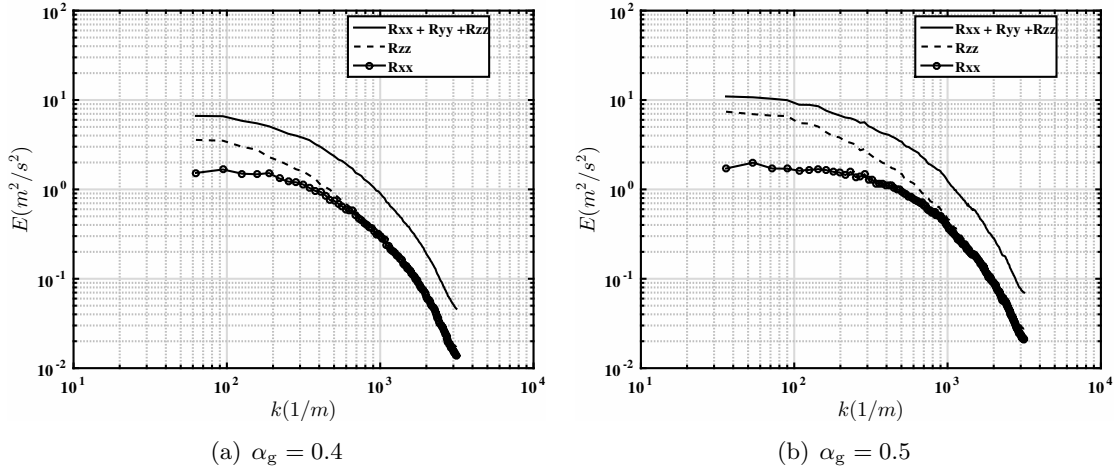 10^2
10^1
10^0
10^-1
10^-2
E(m^2/s^2)
Rxx + Ryy +Rzz
Rzz
Rxx
10^1
10^2
10^3
10^4
k(1/m)
(a) α_g = 0.4
10^2
10^1
10^0
10^-1
10^-2
E(m^2/s^2)
Rxx + Ryy +Rzz
Rzz
Rxx
10^1
10^2
10^3
10^4
k(1/m)
(b) α_g = 0.5